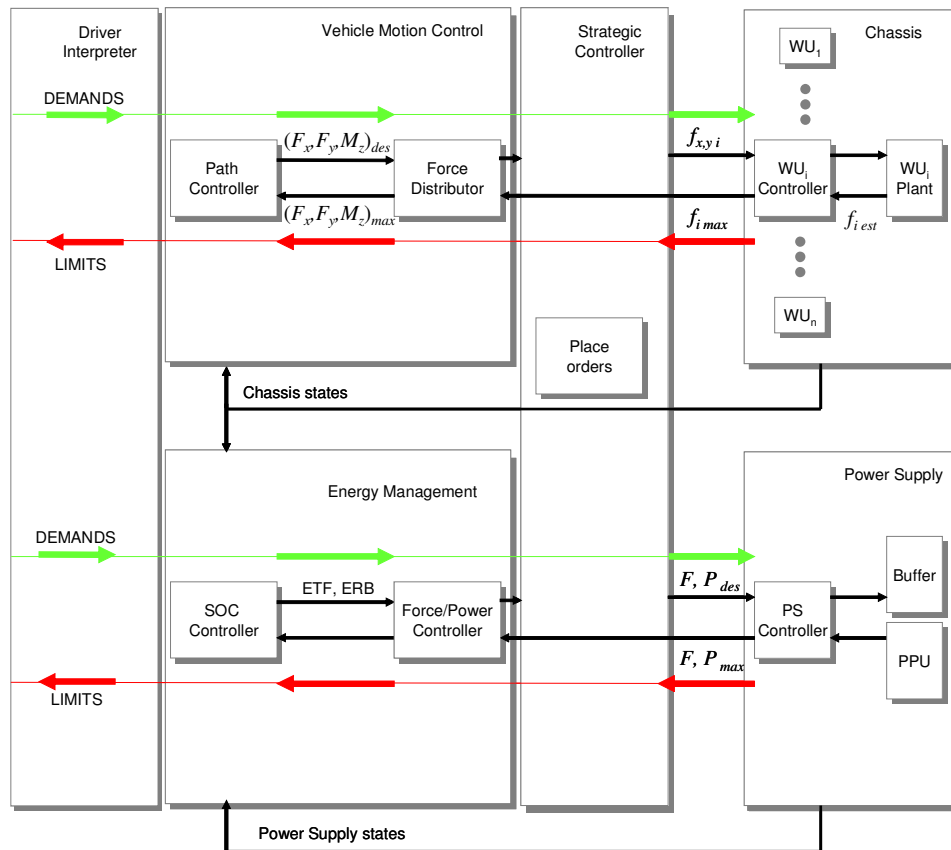 Driver
Interpreter
Vehicle Motion Control
Strategic
Controller
Chassis
WU1
DEMANDS
(Fx,Fy,Mz)des
fx,y i
Path
Controller
Force
Distributor
WUi
Controller
WUi
Plant
(Fx,Fy,Mz)max
fi max
fi est
LIMITS
WUn
Place
orders
Chassis states
Energy Management
Power Supply
DEMANDS
ETF, ERB
F, Pdes
Buffer
SOC
Controller
Force/Power
Controller
PS
Controller
F, Pmax
PPU
LIMITS
Power Supply states